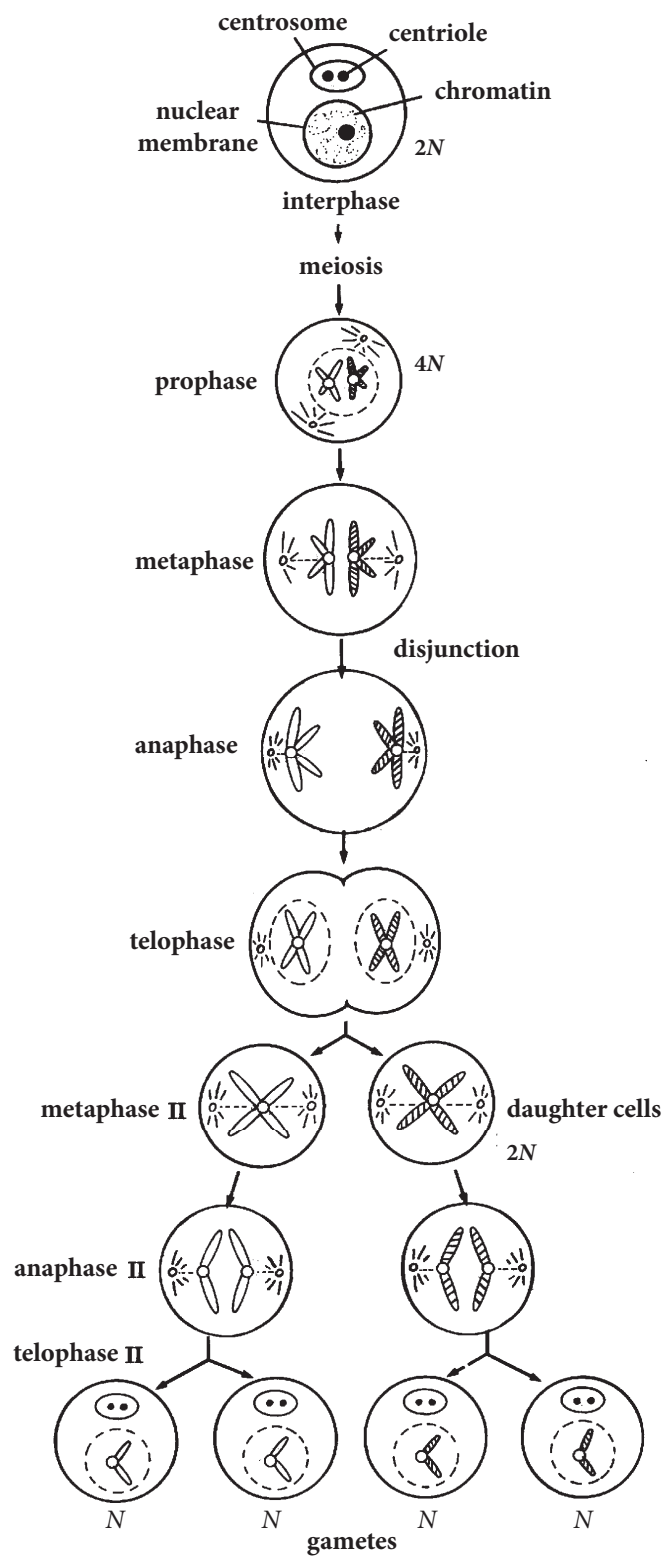 centrosome
centriole
chromatin
nuclear
membrane
2N
interphase
meiosis
4N
prophase
metaphase
disjunction
anaphase
telophase
metaphase II
daughter cells
2N
anaphase II
telophase II
N
N
N
N
gametes